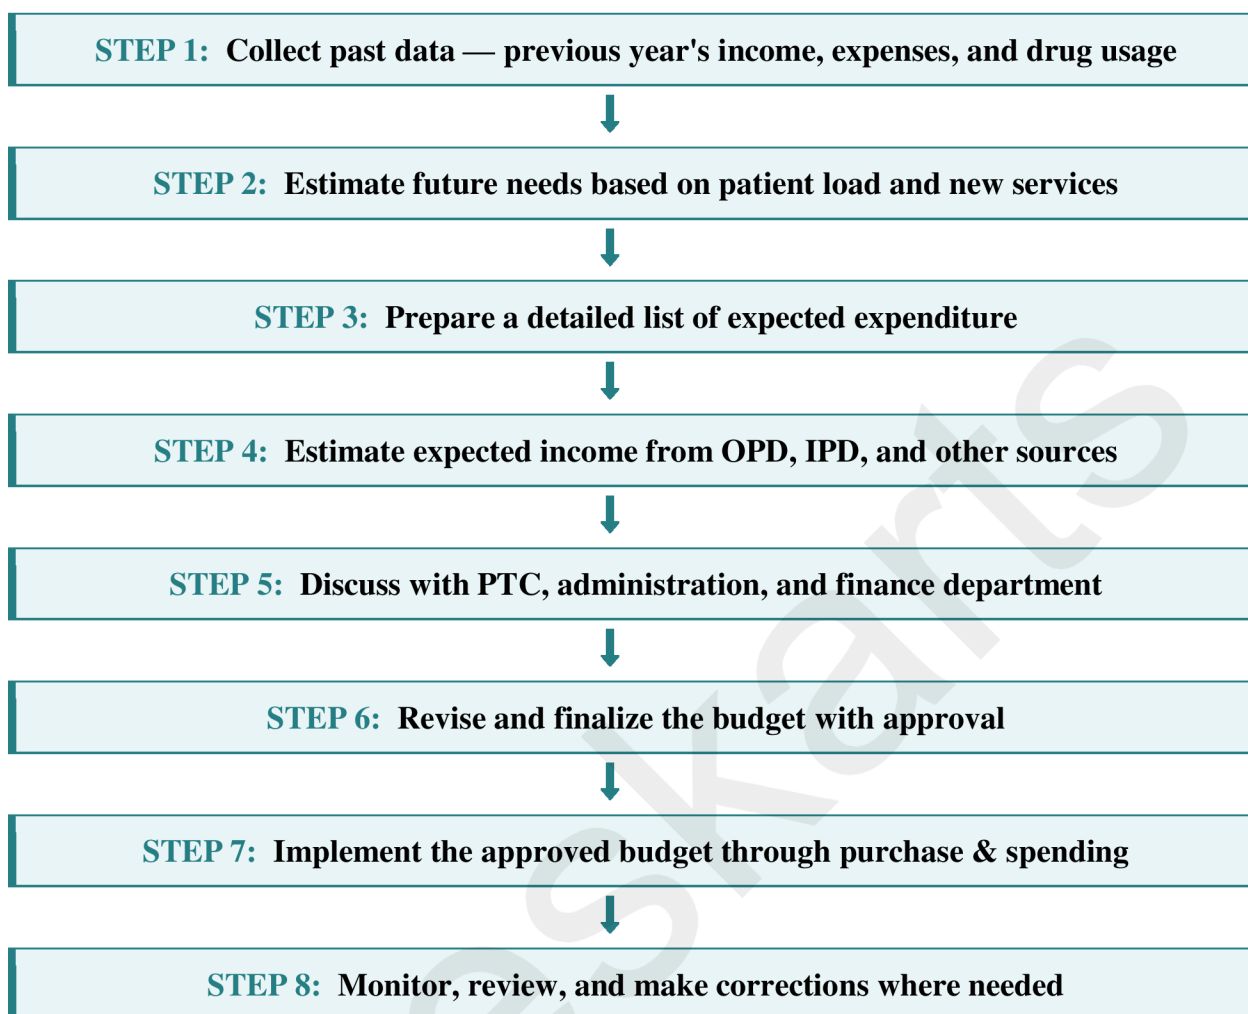 STEP 1: Collect past data — previous year's income, expenses, and drug usage
STEP 2: Estimate future needs based on patient load and new services
STEP 3: Prepare a detailed list of expected expenditure
STEP 4: Estimate expected income from OPD, IPD, and other sources
STEP 5: Discuss with PTC, administration, and finance department
STEP 6: Revise and finalize the budget with approval
STEP 7: Implement the approved budget through purchase & spending
STEP 8: Monitor, review, and make corrections where needed